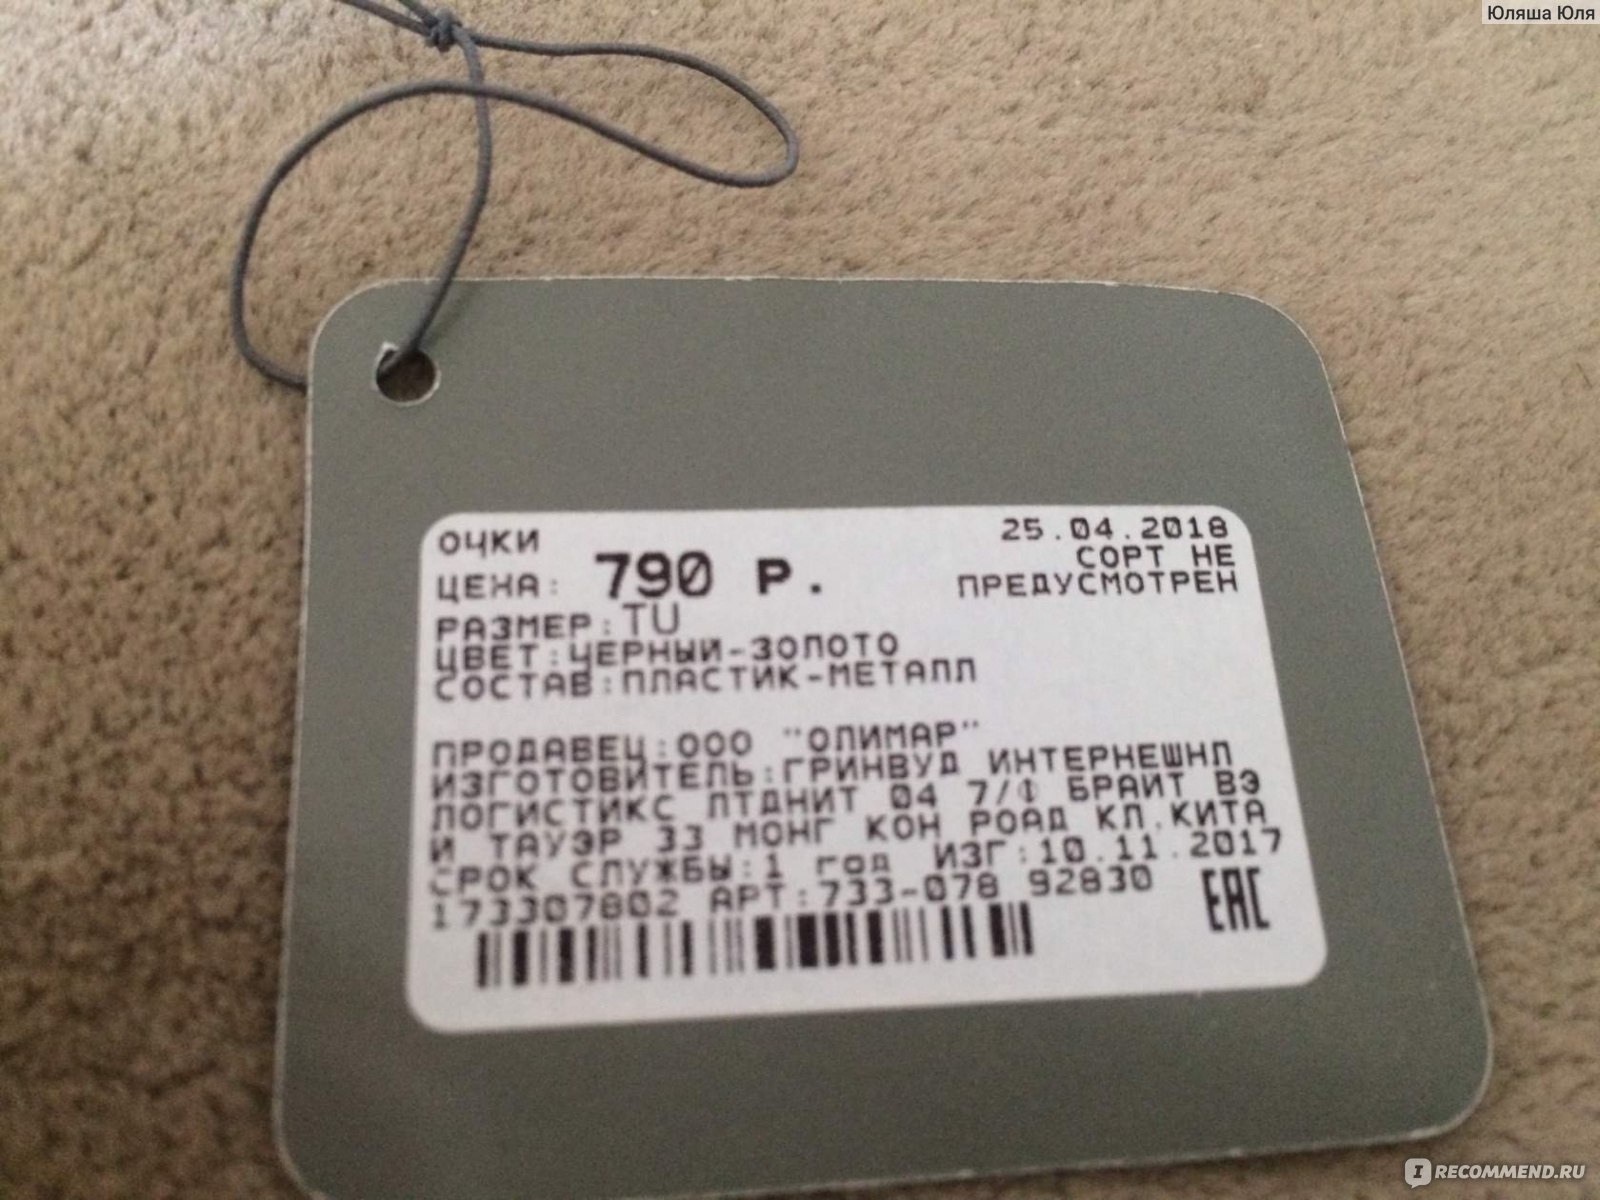 Юляша Юля
ОЧКИ
25.04.2018
ЦЕНА: 790 Р.
СОРТ НЕ
ПРЕДУСМОТРЕН
РАЗМЕР:TU
ЦВЕТ:ЧЕРНЫЙ-ЗОЛОТО
СОСТАВ:ПЛАСТИК-МЕТАЛЛ
ПРОДАВЕЦ:ООО "ОЛИМАР"
ИЗГОТОВИТЕЛЬ:ГРИНВУД ИНТЕРНЕШНЛ
ЛОГИСТИКС ЛТДНИТ 04 7/Ф БРАИТ ВЭ
И ТАУЭР 33 МОНГ КОН РОАД КЛ.КИТА
СРОК СЛУЖБЫ:1 год ИЗГ:10.11.2017
173307802 АРТ:733-078 92830
EAC
IRECOMMEND.RU